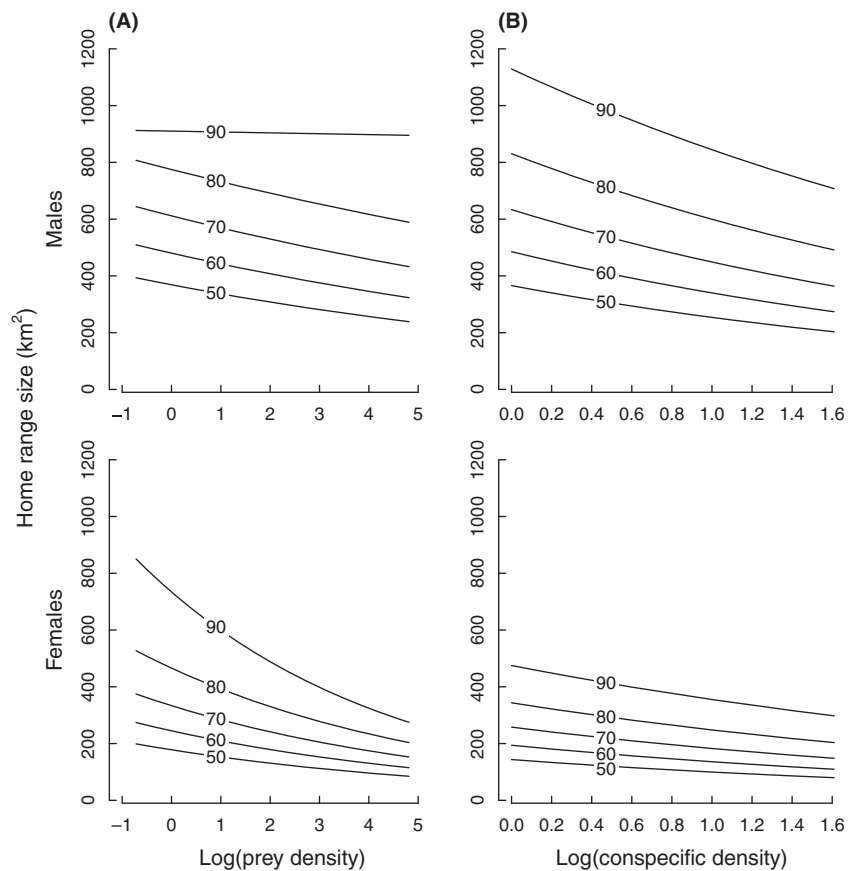 (A)
(B)
Home range size (km²)
Males
0 200 400 600 800 1000 1200
90
80
70
60
50
–1 0 1 2 3 4 5
0 200 400 600 800 1000 1200
90
80
70
60
50
0.0 0.2 0.4 0.6 0.8 1.0 1.2 1.4 1.6
Females
0 200 400 600 800 1000 1200
90
80
70
60
50
–1 0 1 2 3 4 5
Log(prey density)
0 200 400 600 800 1000 1200
90
80
70
60
50
0.0 0.2 0.4 0.6 0.8 1.0 1.2 1.4 1.6
Log(conspecific density)